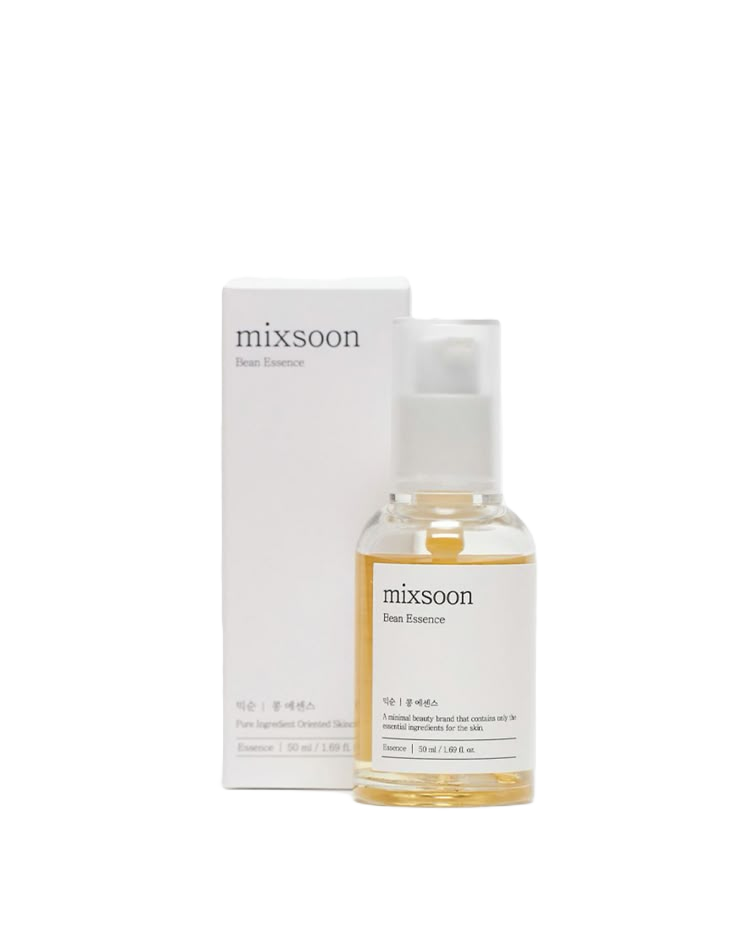 mixsoon
Bean Essence
믹순 | 콩 에센스
Pure Ingredient Oriented
Essence | 50 ml / 1.69 fl.
mixsoon
Bean Essence
믹순 | 콩 에센스
A minimal beauty brand that contains only the
essential ingredients for the skin.
Essence | 50 ml / 1.69 fl. oz.